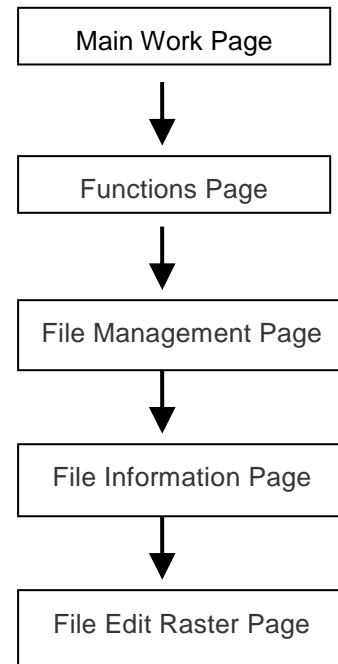 Main Work Page
Functions Page
File Management Page
File Information Page
File Edit Raster Page